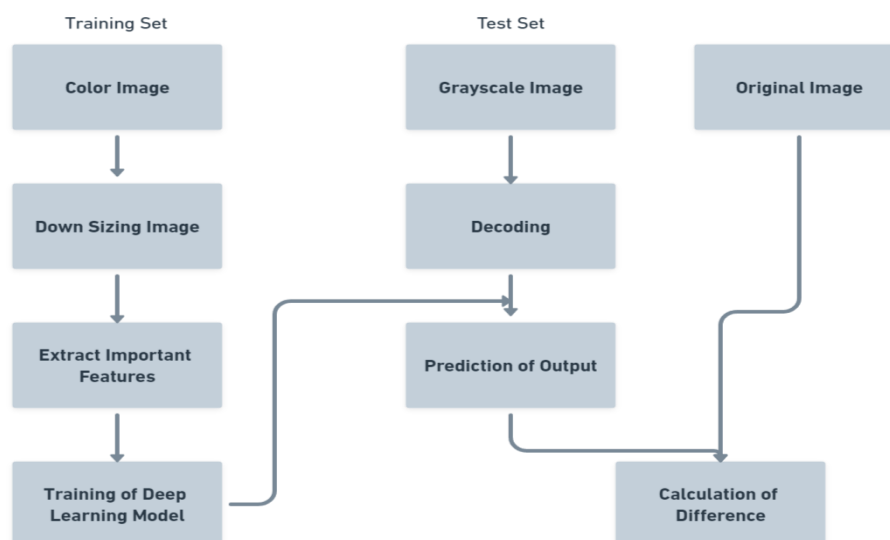 Training Set
Test Set
Color Image
Grayscale Image
Original Image
Down Sizing Image
Decoding
Extract Important
Features
Prediction of Output
Training of Deep
Learning Model
Calculation of
Difference